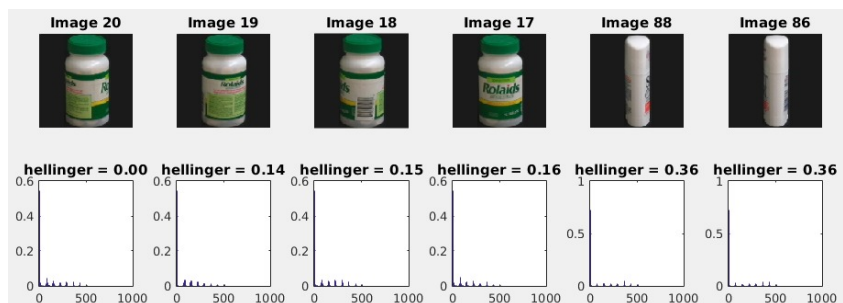 Image 20 Image 19 Image 18 Image 17 Image 88 Image 86
Rolaids
hellinger = 0.00 hellinger = 0.14 hellinger = 0.15 hellinger = 0.16 hellinger = 0.36 hellinger = 0.36
0.6 0.6 0.6 0.6 1 1
0.4 0.4 0.4 0.4
0.5 0.5
0.2 0.2 0.2 0.2
0 0 0 0 0 0
0 500 1000 0 500 1000 0 500 1000 0 500 1000 0 500 1000 0 500 1000